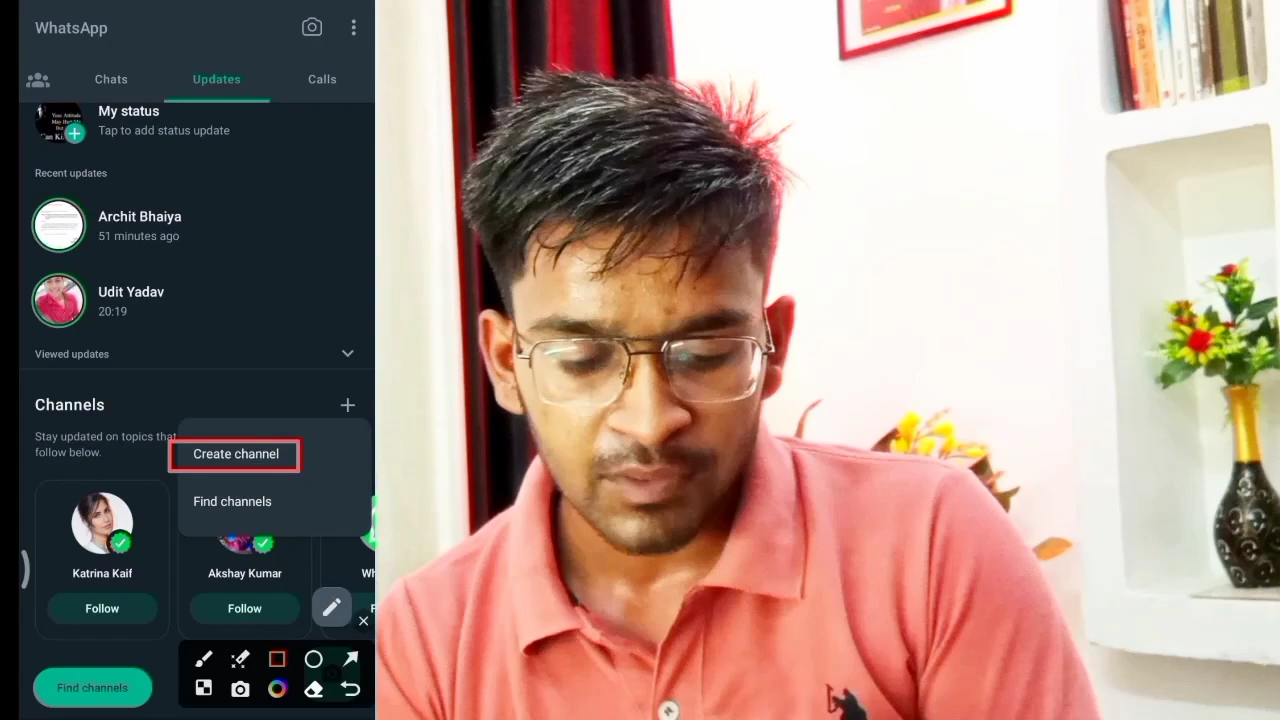 WhatsApp
Chats
Updates
Calls
My status
Tap to add status update
Recent updates
Archit Bhaiya
51 minutes ago
Udit Yadav
20:19
Viewed updates
Channels
Stay updated on topics that
follow below.
Create channel
Find channels
Katrina Kaif
Akshay Kumar
Wh
Follow
Follow
F
Find channels